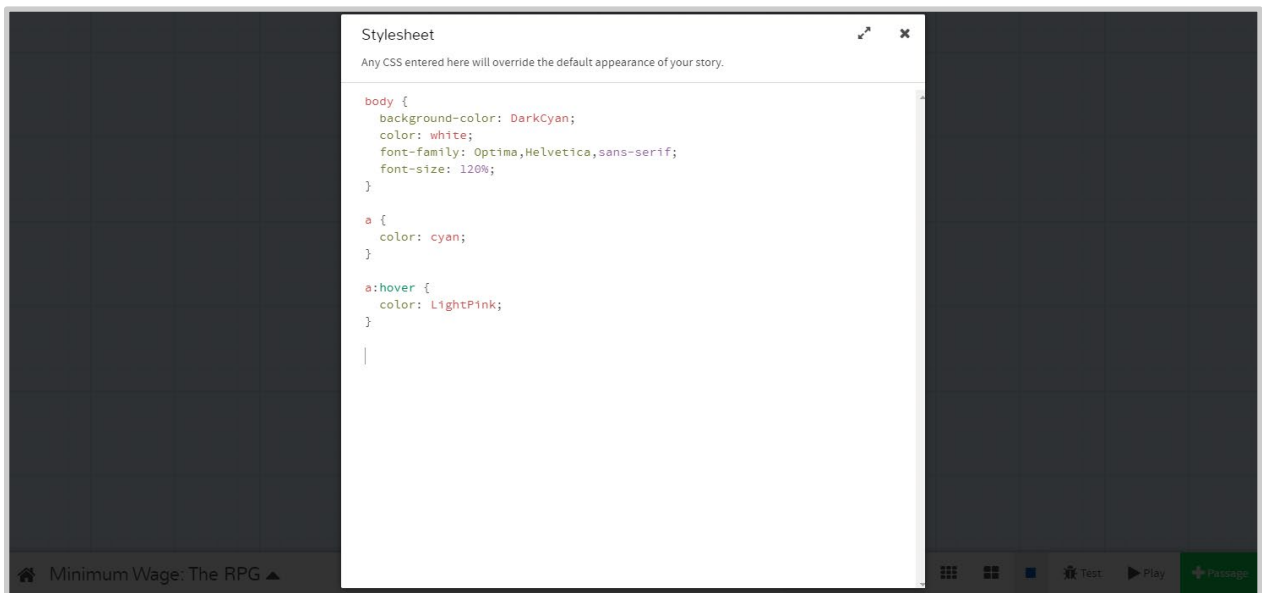 Stylesheet
Any CSS entered here will override the default appearance of your story.
body {
  background-color: DarkCyan;
  color: white;
  font-family: Optima,Helvetica,sans-serif;
  font-size: 120%;
}
a {
  color: cyan;
}
a:hover {
  color: LightPink;
}
Minimum Wage: The RPG
Test
Play
Passage